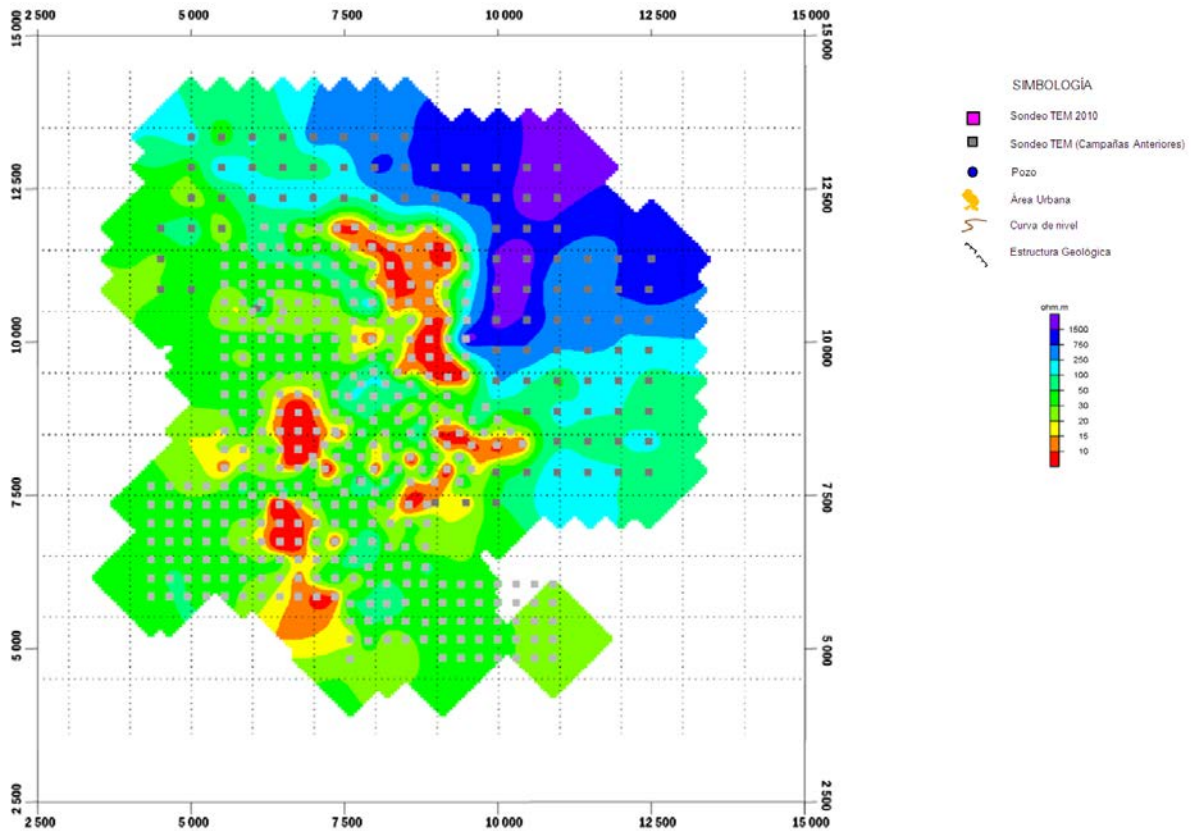 2 500 5 000 7 500 10 000 12 500 15 000
15 000 15 000
12 500 12 500
10 000 10 000
7 500 7 500
5 000 5 000
2 500 2 500
2 500 5 000 7 500 10 000 12 500 15 000
SIMBOLOGÍA
Sondeo TEM 2010
Sondeo TEM (Campañas Anteriores)
Pozo
Área Urbana
Curva de nivel
Estructura Geológica
ohm.m
1500
760
250
100
50
30
20
15
10